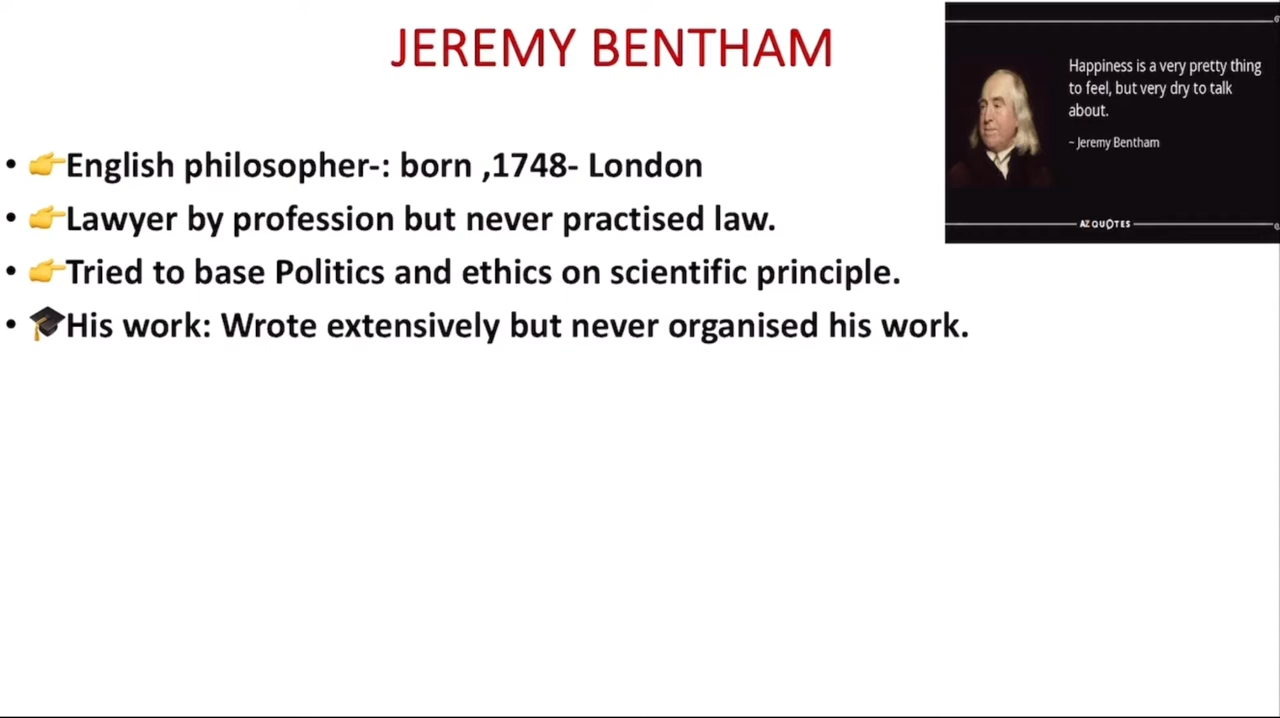 JEREMY BENTHAM
Happiness is a very pretty thing
to feel, but very dry to talk
about.
~ Jeremy Bentham
AZ QUOTES
• 👉English philosopher-: born ,1748- London
• 👉Lawyer by profession but never practised law.
• 👉Tried to base Politics and ethics on scientific principle.
• 🎓His work: Wrote extensively but never organised his work.